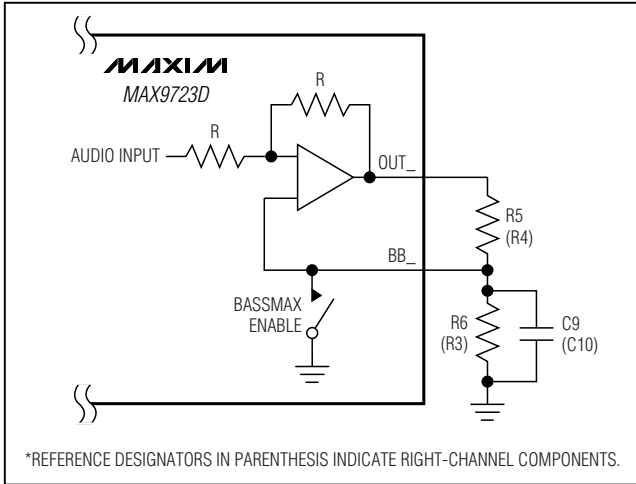 MAXIM
MAX9723D
R
R
AUDIO INPUT
OUT_
R5
(R4)
BB_
BASSMAX
ENABLE
R6
(R3)
C9
(C10)
*REFERENCE DESIGNATORS IN PARENTHESIS INDICATE RIGHT-CHANNEL COMPONENTS.